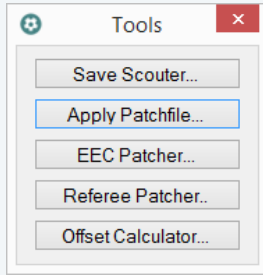 Tools
Save Scouter...
Apply Patchfile...
EEC Patcher...
Referee Patcher..
Offset Calculator...